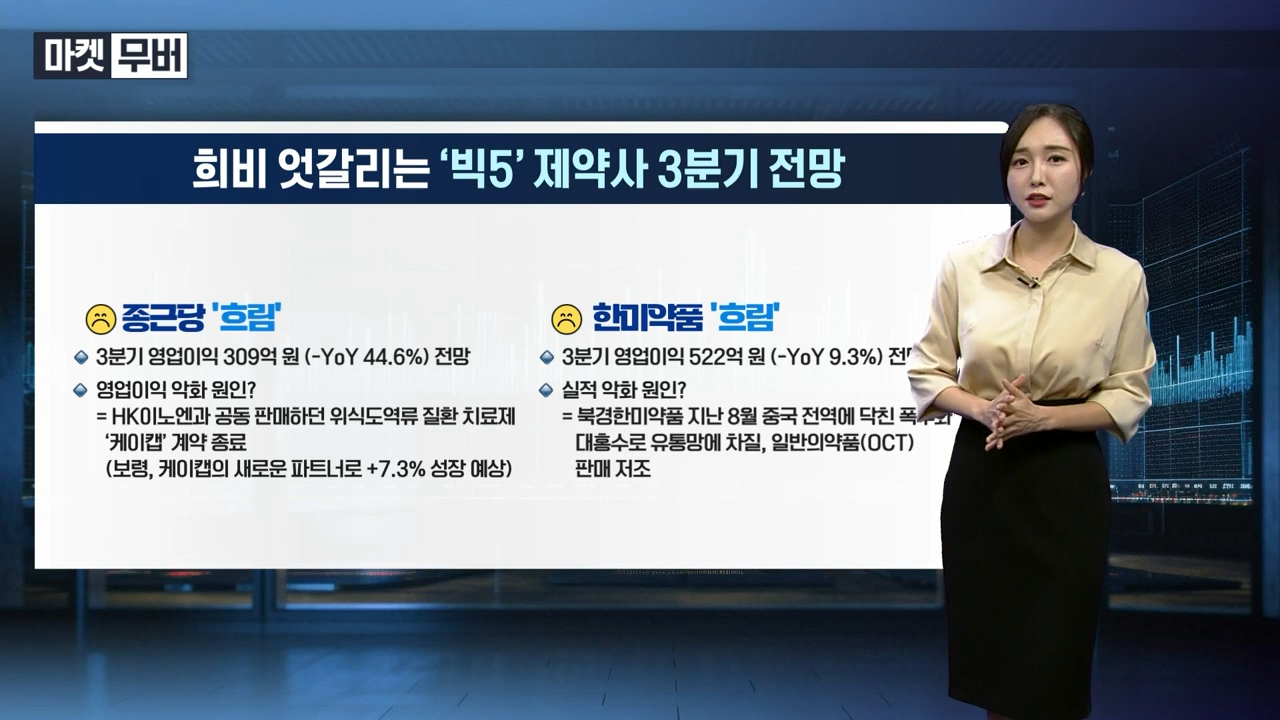 마켓무버
희비 엇갈리는 ‘빅5’ 제약사 3분기 전망
종근당 '흐림'
3분기 영업이익 309억 원 (-YoY 44.6%) 전망
영업이익 악화 원인?
= HK이노엔과 공동 판매하던 위식도역류 질환 치료제
‘케이캡’ 계약 종료
(보령, 케이캡의 새로운 파트너로 +7.3% 성장 예상)
한미약품 '흐림'
3분기 영업이익 522억 원 (-YoY 9.3%)
실적 악화 원인?
= 북경한미약품 지난 8월 중국 전역에 닥친
대홍수로 유통망에 차질, 일반의약품(OCT)
판매 저조